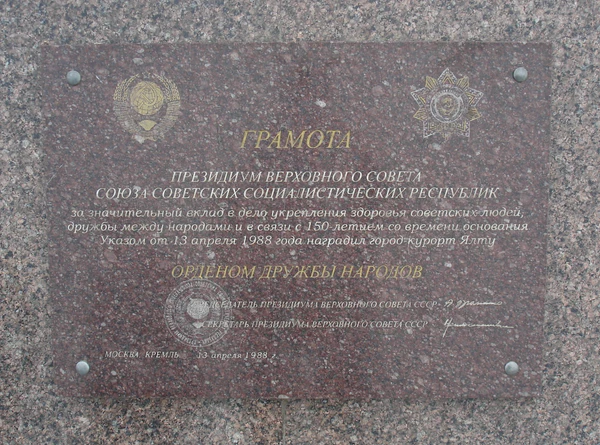 ГРАМОТА
ПРЕЗИДИУМ ВЕРХОВНОГО СОВЕТА
СОЮЗА СОВЕТСКИХ СОЦИАЛИСТИЧЕСКИХ РЕСПУБЛИК
за значительный вклад в дело укрепления здоровья советских людей,
дружбы между народами и в связи с 150-летием со времени основания
Указом от 13 апреля 1988 года наградил город-курорт Ялту
ОРДЕНОМ ДРУЖБЫ НАРОДОВ
ПРЕДСЕДАТЕЛЬ ПРЕЗИДИУМА ВЕРХОВНОГО СОВЕТА СССР
СЕКРЕТАРЬ ПРЕЗИДИУМА ВЕРХОВНОГО СОВЕТА СССР
МОСКВА. КРЕМЛЬ. 13 апреля 1988 г.